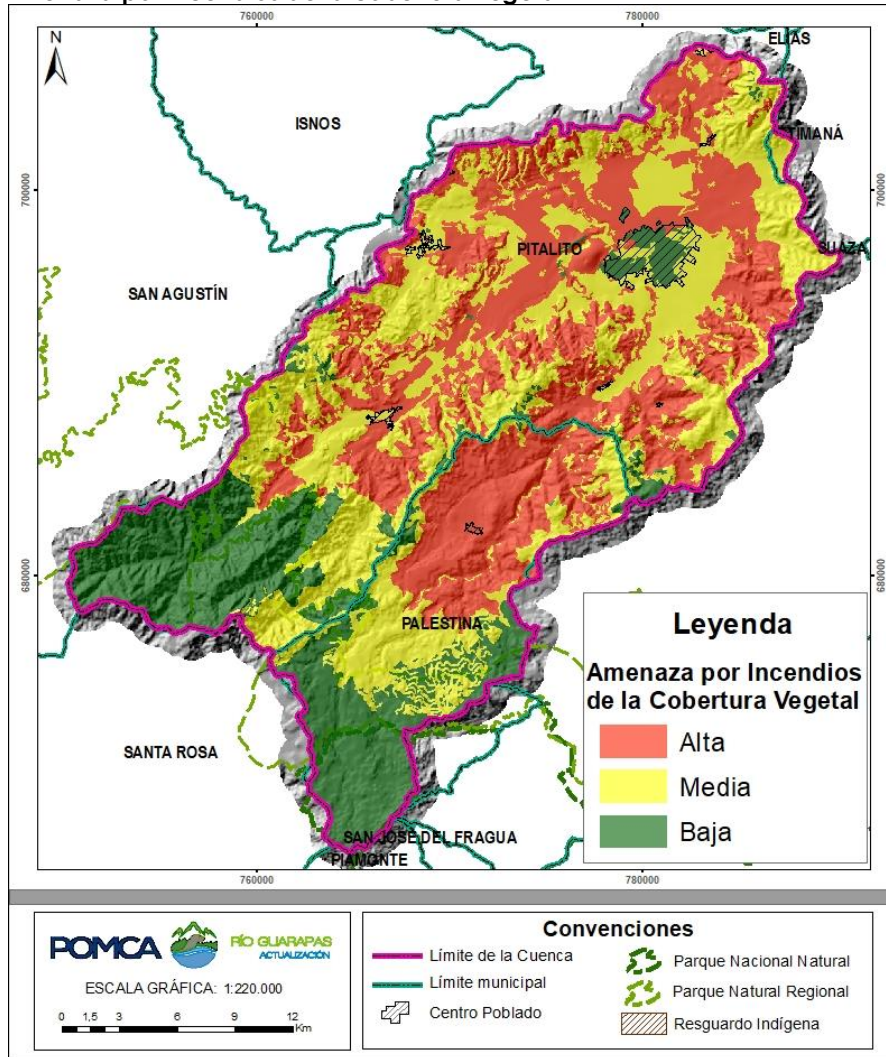 760000
780000
N
ELIAS
ISNOS
TIMANÁ
700000
700000
PITALITO
SUAZA
SAN AGUSTÍN
680000
680000
PALESTINA
SANTA ROSA
SAN JOSE DEL FRAGUA
PIAMONTE
Leyenda
Amenaza por Incendios
de la Cobertura Vegetal
Alta
Media
Baja
760000
780000
POMCA
RÍO GUARAPAS
ACTUALIZACIÓN
ESCALA GRÁFICA: 1:220.000
0 1,5 3 6 9 12
Km
Convenciones
Límite de la Cuenca
Límite municipal
Centro Poblado
Parque Nacional Natural
Parque Natural Regional
Resguardo Indígena